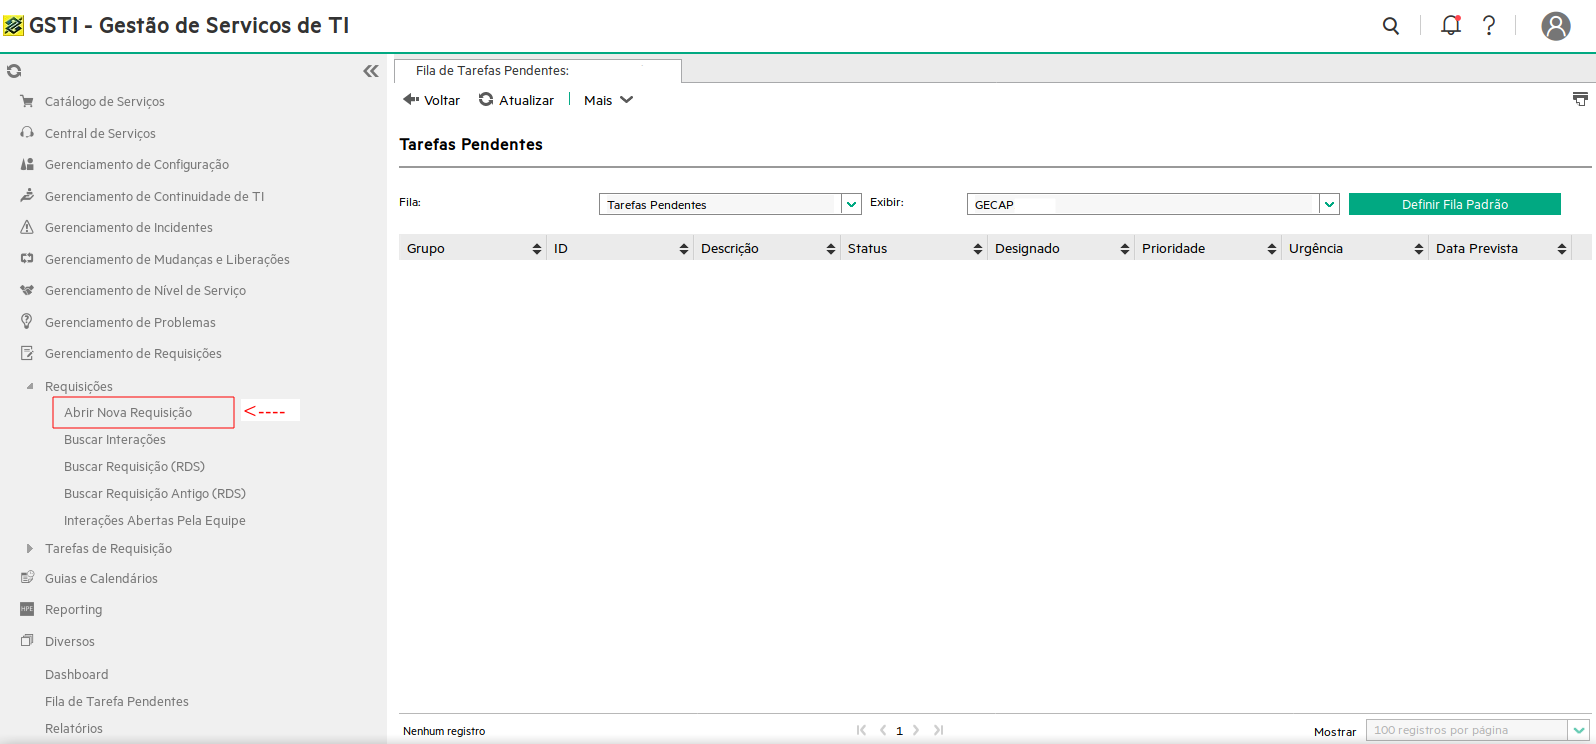 GSTI - Gestão de Servicos de TI
Catálogo de Serviços
Central de Serviços
Gerenciamento de Configuração
Gerenciamento de Continuidade de TI
Gerenciamento de Incidentes
Gerenciamento de Mudanças e Liberações
Gerenciamento de Nível de Serviço
Gerenciamento de Problemas
Gerenciamento de Requisições
Requisições
Abrir Nova Requisição <----
Buscar Interações
Buscar Requisição (RDS)
Buscar Requisição Antigo (RDS)
Interações Abertas Pela Equipe
Tarefas de Requisição
Guias e Calendários
HPE Reporting
Diversos
Dashboard
Fila de Tarefa Pendentes
Relatórios
Fila de Tarefas Pendentes:
Voltar Atualizar Mais
Tarefas Pendentes
Fila: Tarefas Pendentes Exibir: GECAP Definir Fila Padrão
Grupo ID Descrição Status Designado Prioridade Urgência Data Prevista
Nenhum registro 1 Mostrar 100 registros por página